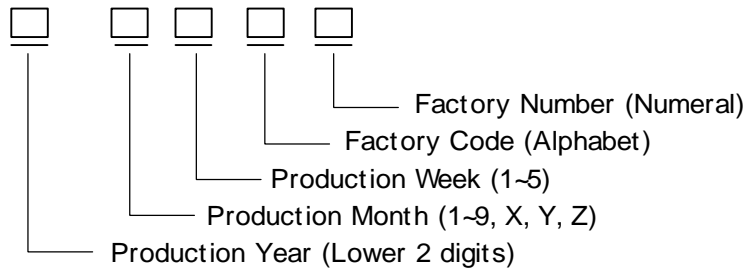 Factory Number (Numeral)
Factory Code (Alphabet)
Production Week (1~5)
Production Month (1~9, X, Y, Z)
Production Year (Lower 2 digits)